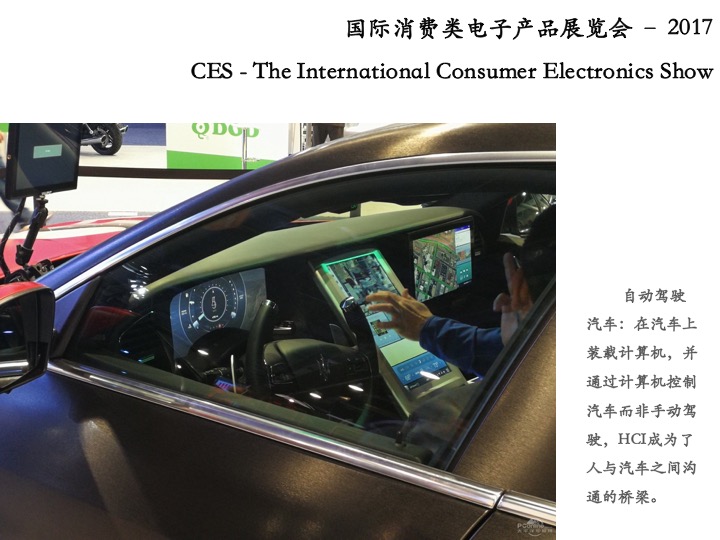 国际消费类电子产品展览会 – 2017
CES - The International Consumer Electronics Show
自动驾驶
汽车：在汽车上
装载计算机，并
通过计算机控制
汽车而非手动驾
驶，HCI成为了
人与汽车之间沟
通的桥梁。